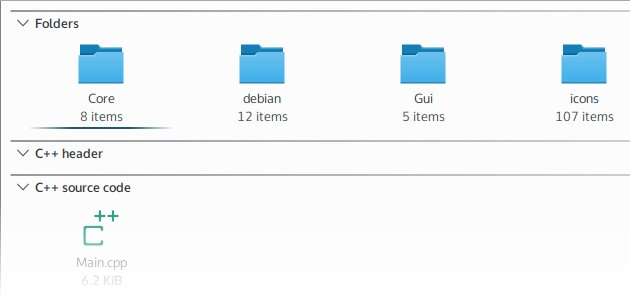 Folders
Core debian Gui icons
8 items 12 items 5 items 107 items
C++ header
C++ source code
Main.cpp
6.2 KiB